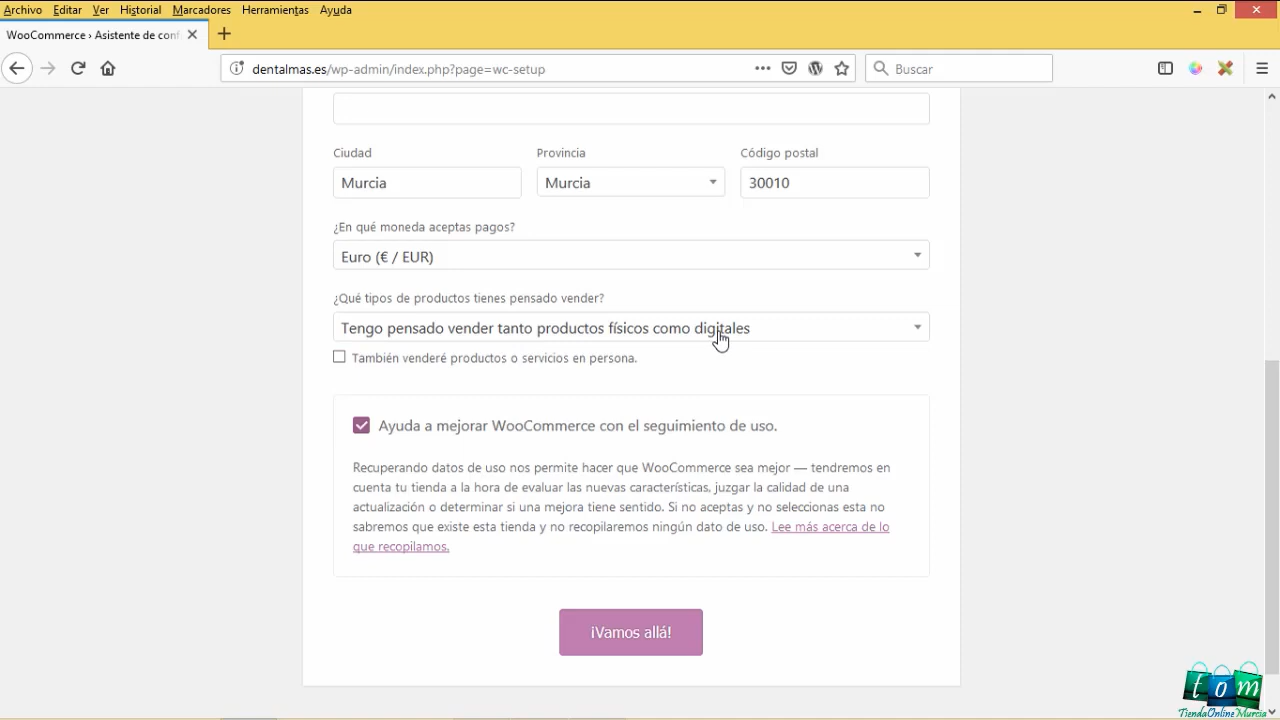 Archivo Editar Ver Historial Marcadores Herramientas Ayuda
WooCommerce › Asistente de conf
dentalmas.es/wp-admin/index.php?page=wc-setup
Buscar
Ciudad Provincia Código postal
Murcia Murcia 30010
¿En qué moneda aceptas pagos?
Euro (€ / EUR)
¿Qué tipos de productos tienes pensado vender?
Tengo pensado vender tanto productos físicos como digitales
También venderé productos o servicios en persona.
Ayuda a mejorar WooCommerce con el seguimiento de uso.
Recuperando datos de uso nos permite hacer que WooCommerce sea mejor — tendremos en
cuenta tu tienda a la hora de evaluar las nuevas características, juzgar la calidad de una
actualización o determinar si una mejora tiene sentido. Si no aceptas y no seleccionas esta no
sabremos que existe esta tienda y no recopilaremos ningún dato de uso. Lee más acerca de lo
que recopilamos.
¡Vamos allá!
tom
TiendaOnlineMurcia